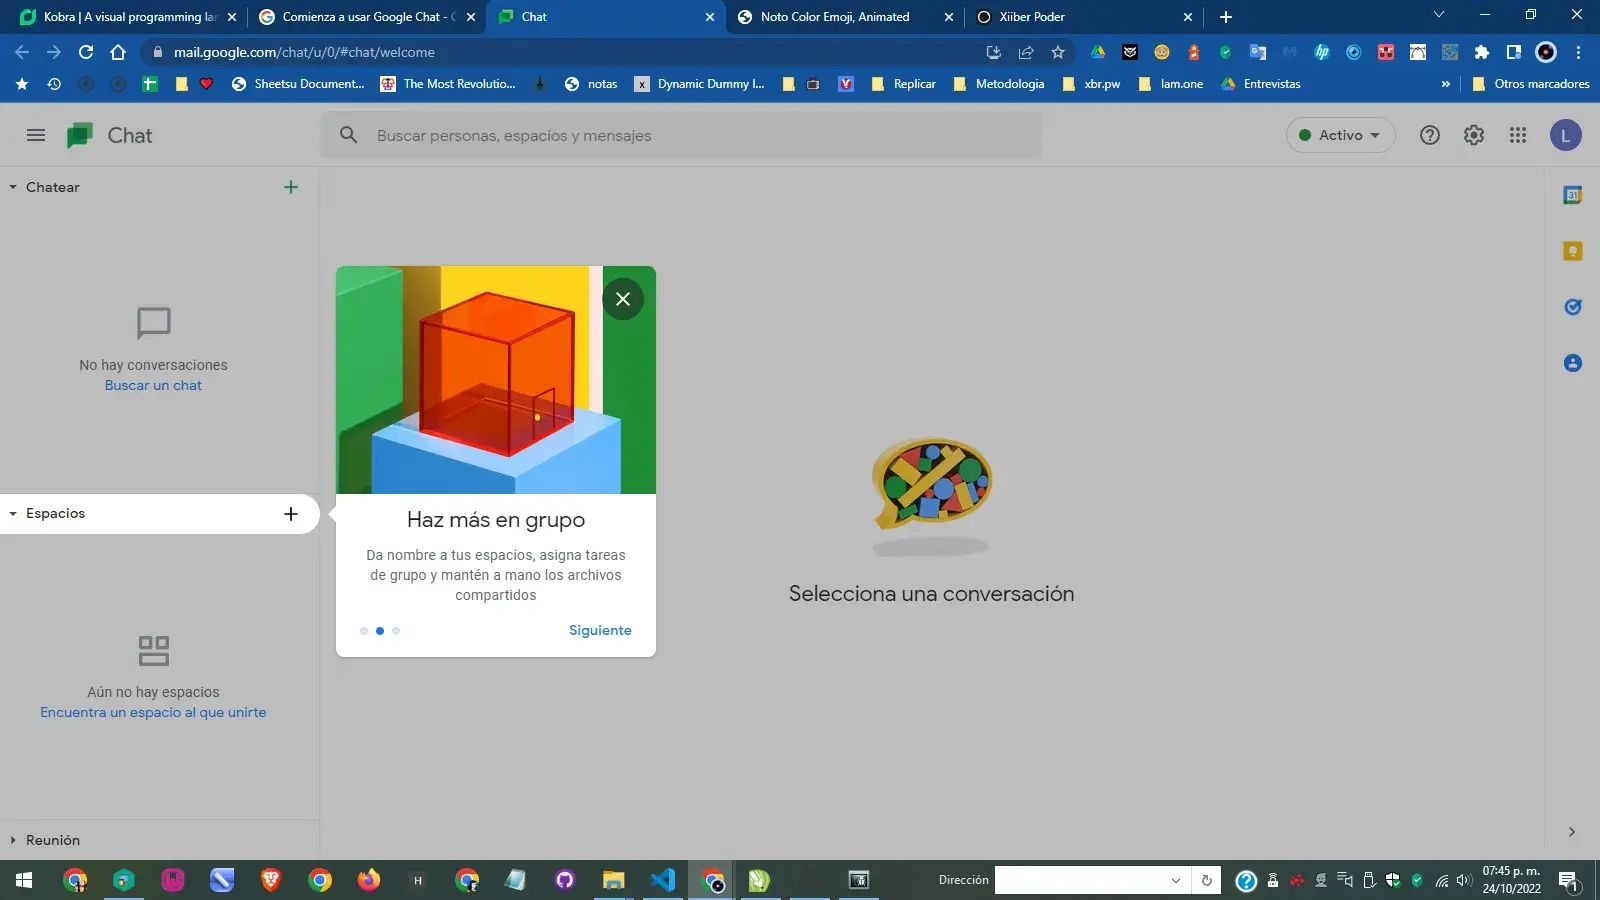 Kobra | A visual programming lan
Comienza a usar Google Chat - C
Chat
Noto Color Emoji, Animated
Xiiber Poder
mail.google.com/chat/u/0/#chat/welcome
Sheetsu Document...
The Most Revolutio...
notas
Dynamic Dummy I...
Replicar
Metodologia
xbr.pw
Iam.one
Entrevistas
»
Otros marcadores
Chat
Buscar personas, espacios y mensajes
Activo
L
Chatear
31
No hay conversaciones
Buscar un chat
Espacios
Haz más en grupo
Da nombre a tus espacios, asigna tareas
de grupo y mantén a mano los archivos
compartidos
Siguiente
Selecciona una conversación
Aún no hay espacios
Encuentra un espacio al que unirte
Reunión
H
Dirección
07:45 p. m.
24/10/2022
1